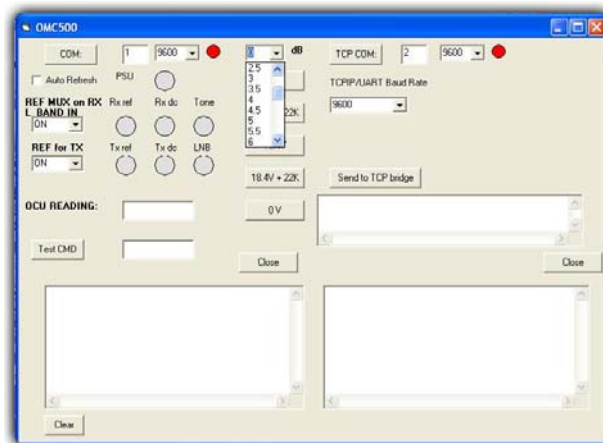 OMC500
COM: 1 9600 0 dB TCP COM: 2 9600
Auto Refresh PSU TCPIP/UART Baud Rate
REF MUX on RX Rx ref Rx dc Tone 9600
L_BAND IN
ON
REF for TX Tx ref Tx dc LNB
ON
2.5
3
3.5
4
4.5
5
5.5
6
22K
18.4V + 22K Send to TCP bridge
OCU READING: 0 V
Test CMD
Close Close
Clear